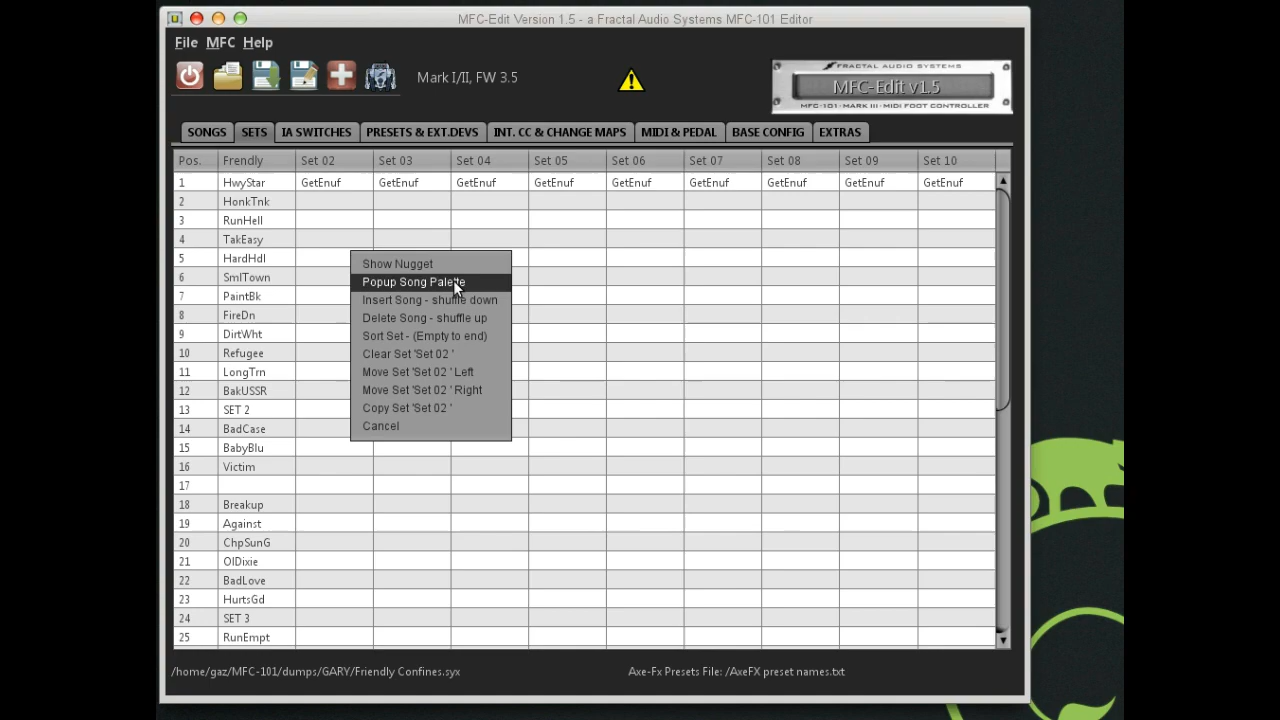 MFC-Edit Version 1.5 - a Fractal Audio Systems MFC-101 Editor
File MFC Help
Mark I/II, FW 3.5
FRACTAL AUDIO SYSTEMS
MFC-Edit v1.5
MFC-101 - MARK III - MIDI FOOT CONTROLLER
SONGS SETS IA SWITCHES PRESETS & EXT.DEVS INT. CC & CHANGE MAPS MIDI & PEDAL BASE CONFIG EXTRAS
Pos. Frendly Set 02 Set 03 Set 04 Set 05 Set 06 Set 07 Set 08 Set 09 Set 10
1 HwyStar GetEnuf GetEnuf GetEnuf GetEnuf GetEnuf GetEnuf GetEnuf GetEnuf GetEnuf
2 HonkTnk
3 RunHell
4 TakEasy
5 HardHdl
6 SmlTown
7 PaintBk
8 FireDn
9 DirtWht
10 Refugee
11 LongTrn
12 BakUSSR
13 SET 2
14 BadCase
15 BabyBlu
16 Victim
17
18 Breakup
19 Against
20 ChpSunG
21 OlDixie
22 BadLove
23 HurtsGd
24 SET 3
25 RunEmpt
Show Nugget
Popup Song Palette
Insert Song - shuffle down
Delete Song - shuffle up
Sort Set - (Empty to end)
Clear Set 'Set 02 '
Move Set 'Set 02 ' Left
Move Set 'Set 02 ' Right
Copy Set 'Set 02 '
Cancel
/home/gaz/MFC-101/dumps/GARY/Friendly Confines.syx
Axe-Fx Presets File: /AxeFX preset names.txt